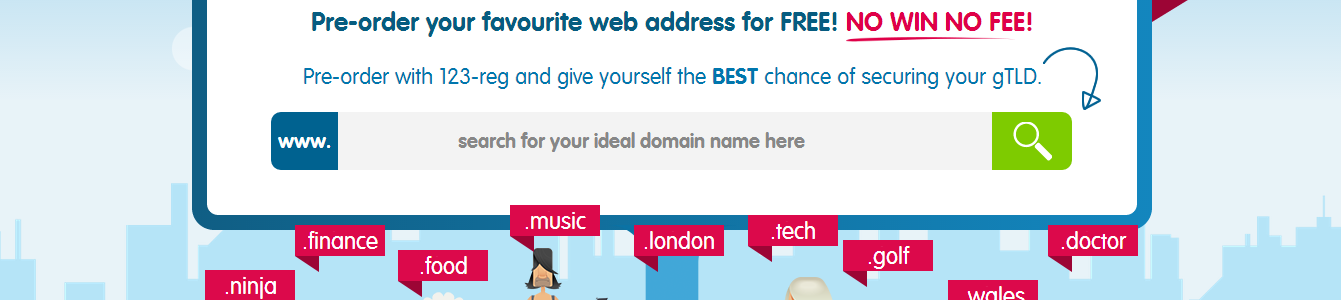 Pre-order your favourite web address for FREE! NO WIN NO FEE!
Pre-order with 123-reg and give yourself the BEST chance of securing your gTLD.
www. search for your ideal domain name here
.music
.tech
.finance
.london
.doctor
.golf
.food
.ninja
.wales